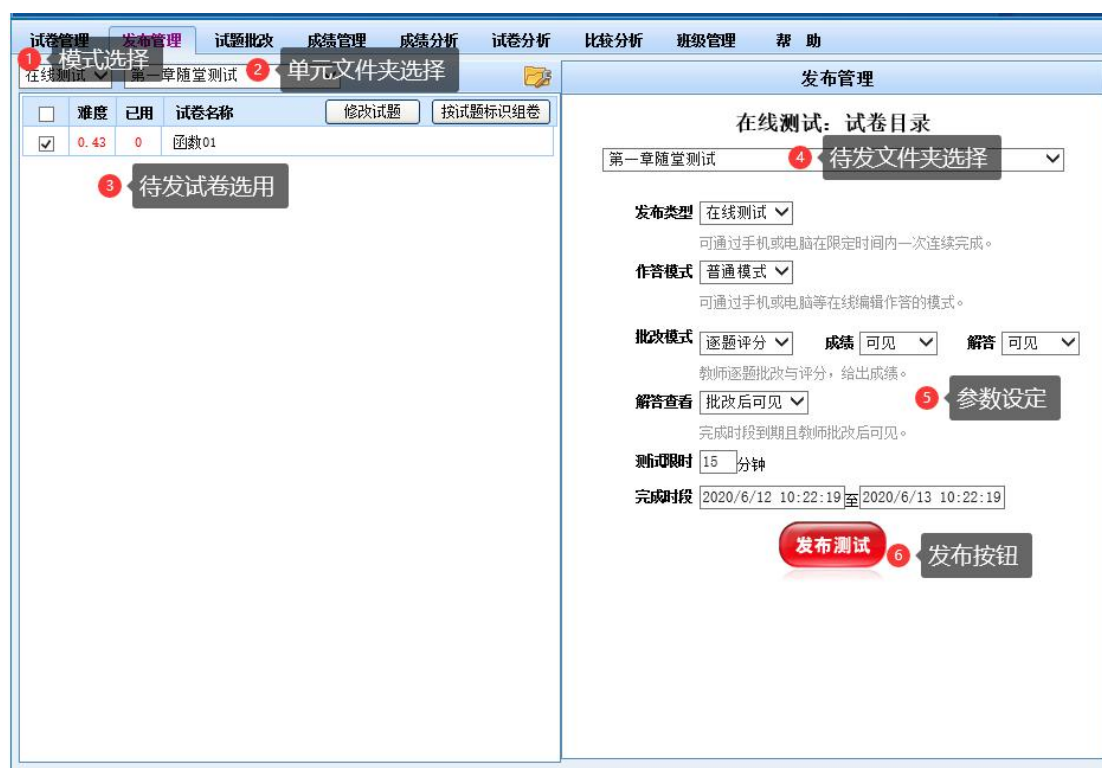 试卷管理 发布管理 试题批改 成绩管理 成绩分析 试卷分析 比较分析 班级管理 帮 助
1 模式选择
在线测试 第一章随堂测试 2 单元文件夹选择
发布管理
难度 已用 试卷名称 修改试题 按试题标识组卷
0.43 0 函数01
3 待发试卷选用
在线测试：试卷目录
第一章随堂测试 4 待发文件夹选择
发布类型 在线测试
可通过手机或电脑在限定时间内一次连续完成。
作答模式 普通模式
可通过手机或电脑等在线编辑作答的模式。
批改模式 逐题评分 成绩 可见 解答 可见
教师逐题批改与评分，给出成绩。
解答查看 批改后可见 5 参数设定
完成时段到期且教师批改后可见。
测试限时 15 分钟
完成时段 2020/6/12 10:22:19至2020/6/13 10:22:19
发布测试 6 发布按钮